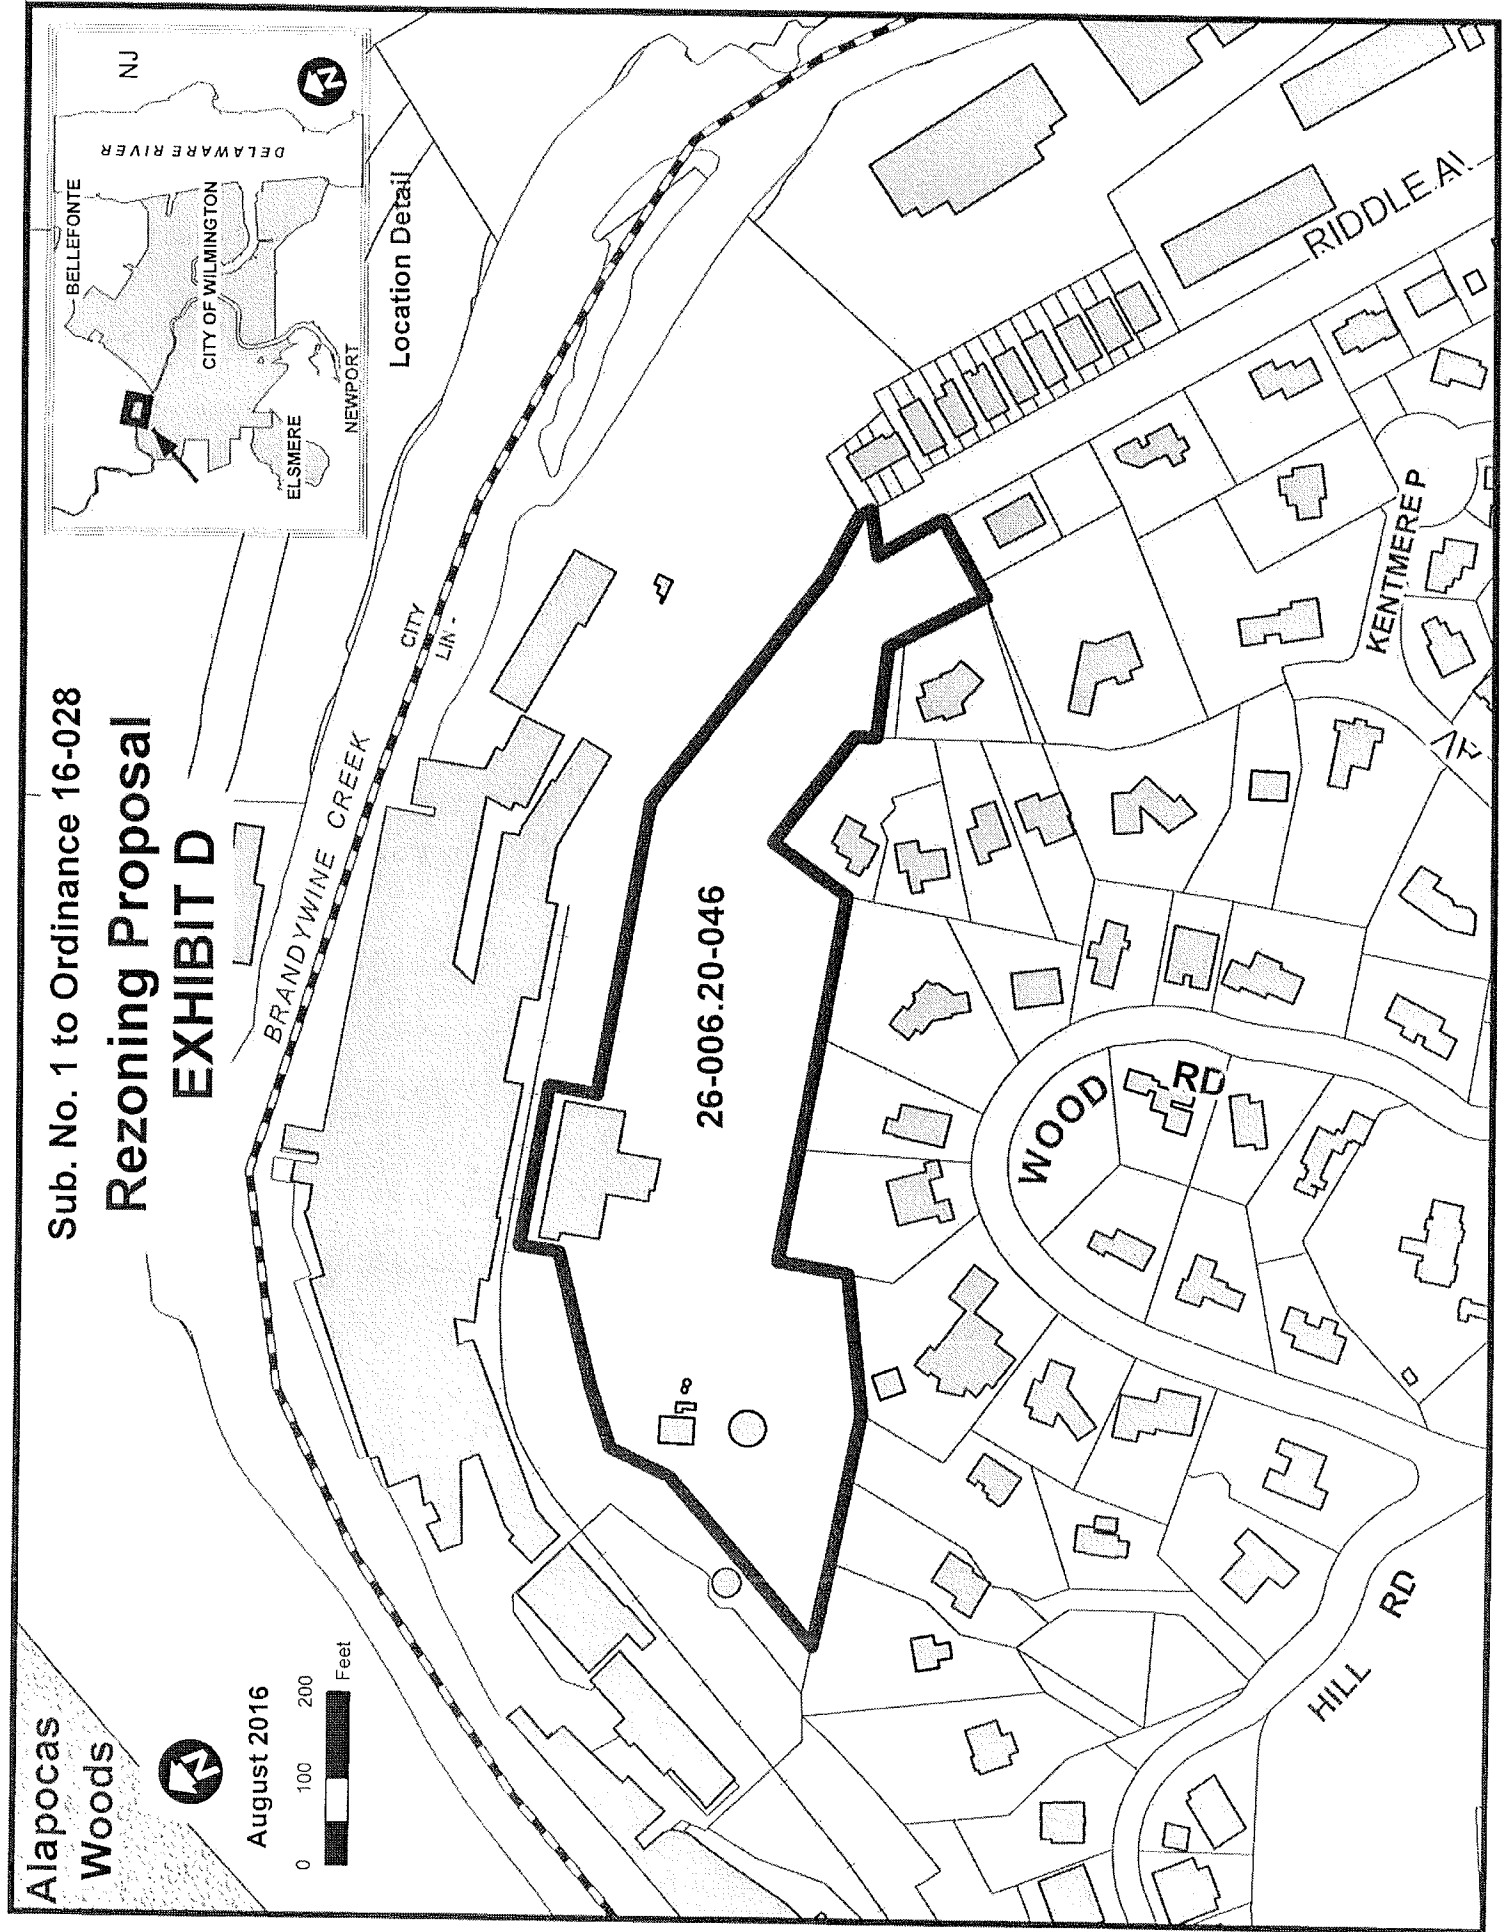 Sub. No. 1 to Ordinance 16-028
Rezoning Proposal
EXHIBIT D
Alapocas
Woods
N
August 2016
0 100 200
Feet
BRANDYWINE CREEK
CITY
LIN -
26-006.20-046
WOOD
RD
HILL
RD
KENTMERE P
RIDDLE AV
NJ
N
BELLEFONTE
DELAWARE RIVER
CITY OF WILMINGTON
ELSMERE
NEWPORT
Location Detail